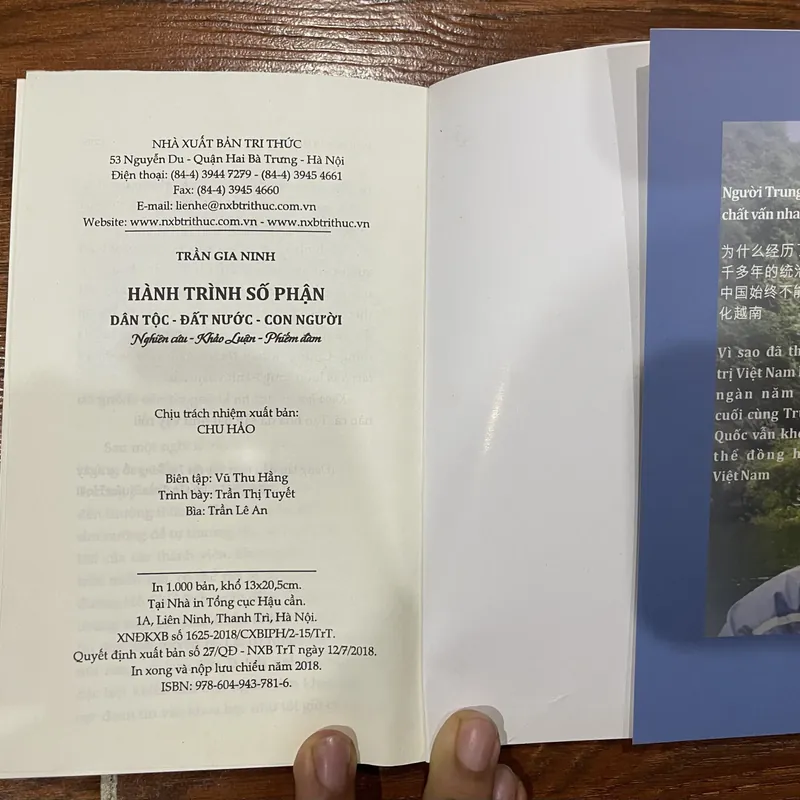 NHÀ XUẤT BẢN TRI THỨC
53 Nguyễn Du - Quận Hai Bà Trưng - Hà Nội
Điện thoại: (84-4) 3944 7279 - (84-4) 3945 4661
Fax: (84-4) 3945 4660
E-mail: lienhe@nxbtrithuc.com.vn
Website: www.nxbtrithuc.com.vn - www.nxbtrithuc.vn
TRẦN GIA NINH
HÀNH TRÌNH SỐ PHẬN
DÂN TỘC - ĐẤT NƯỚC - CON NGƯỜI
Nghiên cứu - Khảo Luận - Phiếm đàm
Chịu trách nhiệm xuất bản:
CHU HẢO
Biên tập: Vũ Thu Hằng
Trình bày: Trần Thị Tuyết
Bìa: Trần Lê An
In 1.000 bản, khổ 13x20,5cm.
Tại Nhà in Tổng cục Hậu cần.
1A, Liên Ninh, Thanh Trì, Hà Nội.
XNĐKXB số 1625-2018/CXBIPH/2-15/TrT.
Quyết định xuất bản số 27/QĐ - NXB TrT ngày 12/7/2018.
In xong và nộp lưu chiểu năm 2018.
ISBN: 978-604-943-781-6.
Người Trung
chất vấn nha
为什么经历了
千多年的统治
中国始终不能
化越南
Vì sao đã th
trị Việt Nam
ngàn năm
cuối cùng Tr
Quốc vẫn kh
thể đồng h
Việt Nam